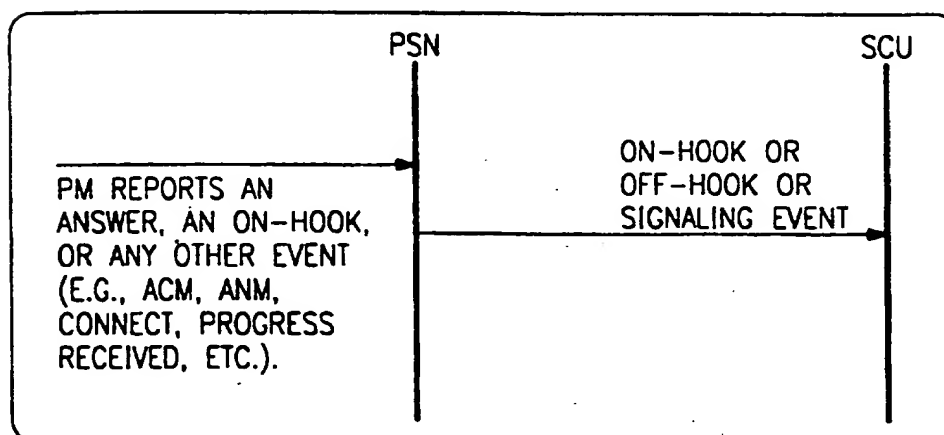 PSN
SCU
PM REPORTS AN
ANSWER, AN ON-HOOK,
OR ANY OTHER EVENT
(E.G., ACM, ANM,
CONNECT, PROGRESS
RECEIVED, ETC.).
ON-HOOK OR
OFF-HOOK OR
SIGNALING EVENT